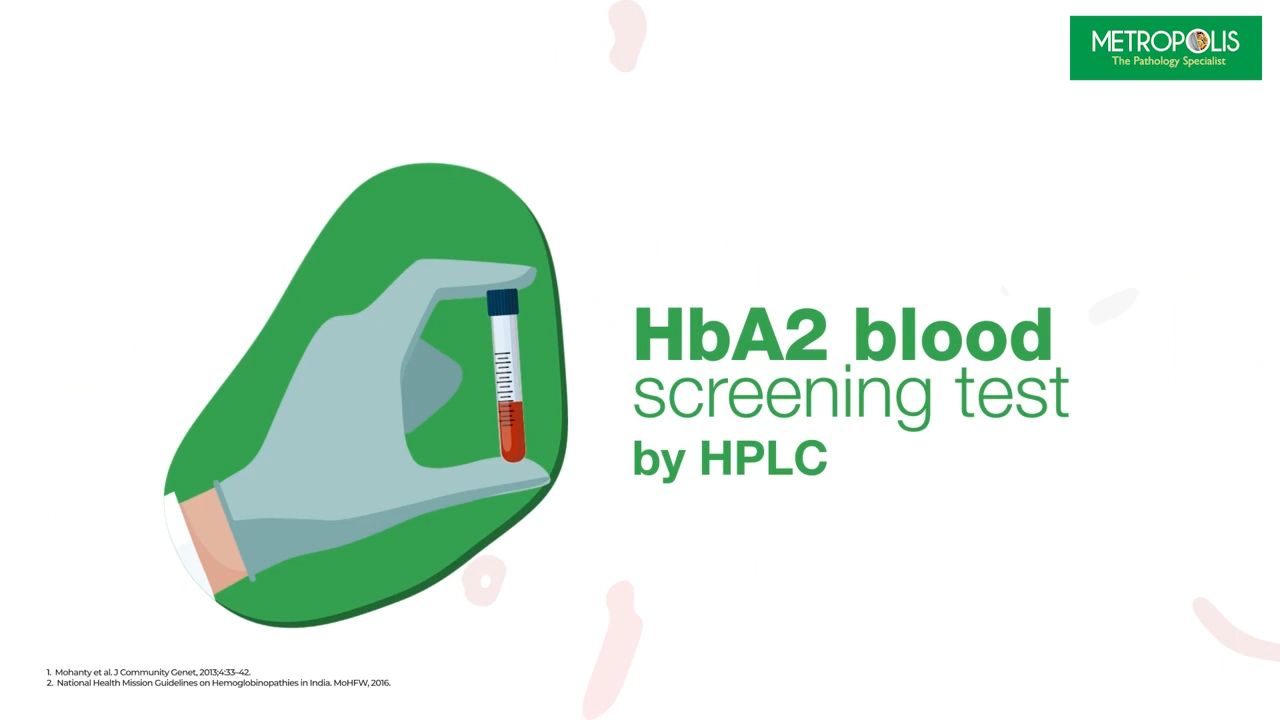 METROPOLIS
The Pathology Specialist
HbA2 blood
screening test
by HPLC
1. Mohanty et al. J Community Genet, 2013;4:33–42.
2. National Health Mission Guidelines on Hemoglobinopathies in India. MoHFW, 2016.